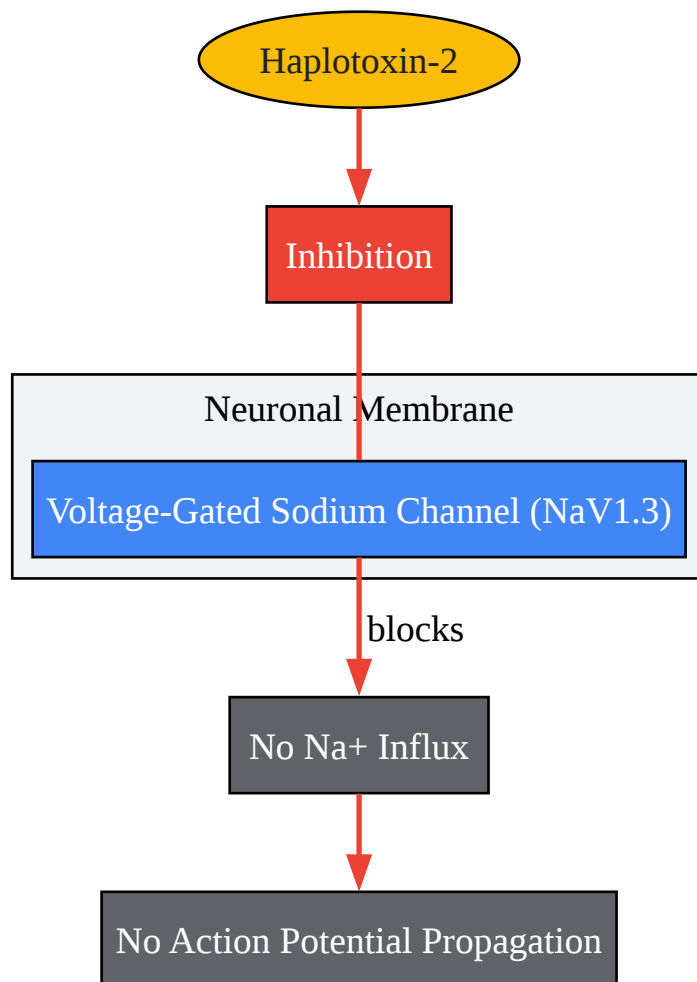 Haplotoxin-2
Inhibition
Neuronal Membrane
Voltage-Gated Sodium Channel (NaV1.3)
blocks
No Na+ Influx
No Action Potential Propagation